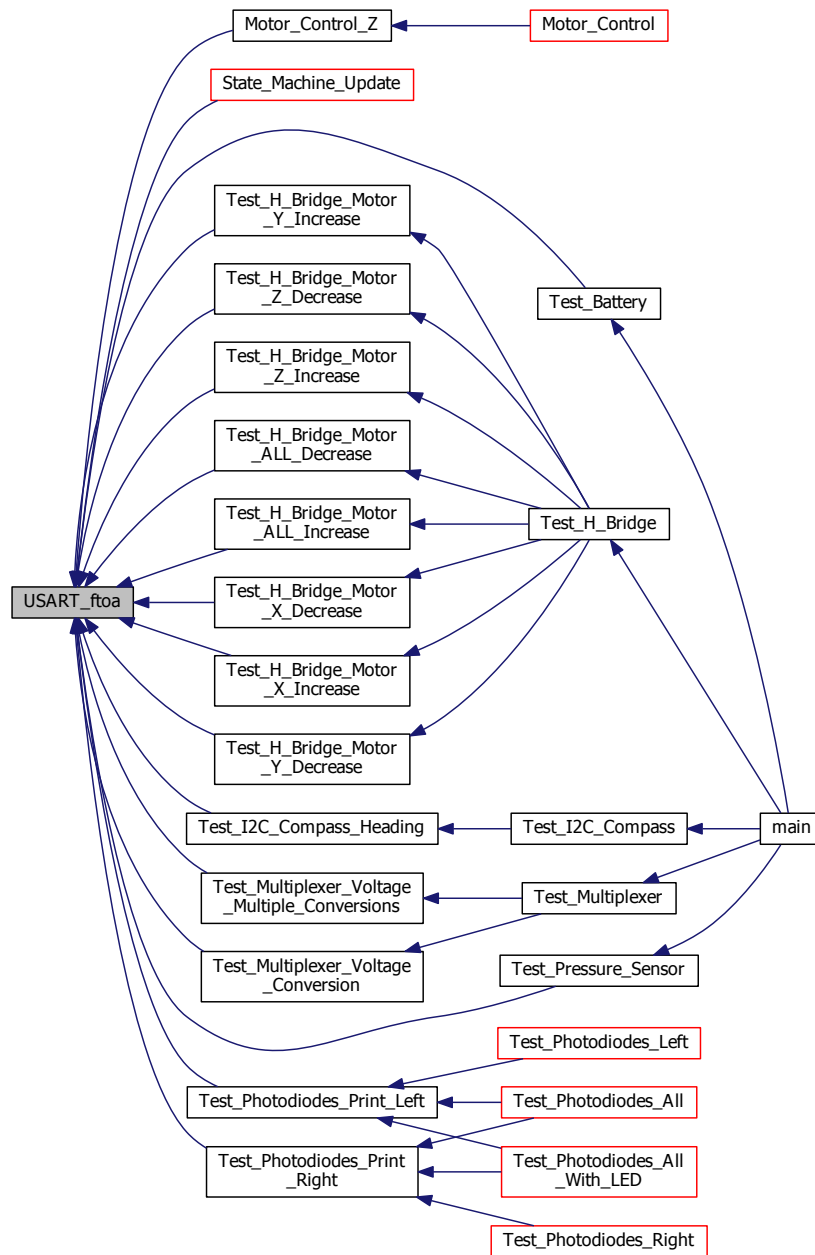 Motor_Control_Z
Motor_Control
State_Machine_Update
Test_H_Bridge_Motor
_Y_Increase
Test_H_Bridge_Motor
_Z_Decrease
Test_Battery
Test_H_Bridge_Motor
_Z_Increase
Test_H_Bridge_Motor
_ALL_Decrease
Test_H_Bridge_Motor
_ALL_Increase
Test_H_Bridge
USART_ftoa
Test_H_Bridge_Motor
_X_Decrease
Test_H_Bridge_Motor
_X_Increase
Test_H_Bridge_Motor
_Y_Decrease
Test_I2C_Compass_Heading
Test_I2C_Compass
main
Test_Multiplexer_Voltage
_Multiple_Conversions
Test_Multiplexer
Test_Multiplexer_Voltage
_Conversion
Test_Pressure_Sensor
Test_Photodiodes_Left
Test_Photodiodes_Print_Left
Test_Photodiodes_All
Test_Photodiodes_Print
_Right
Test_Photodiodes_All
_With_LED
Test_Photodiodes_Right